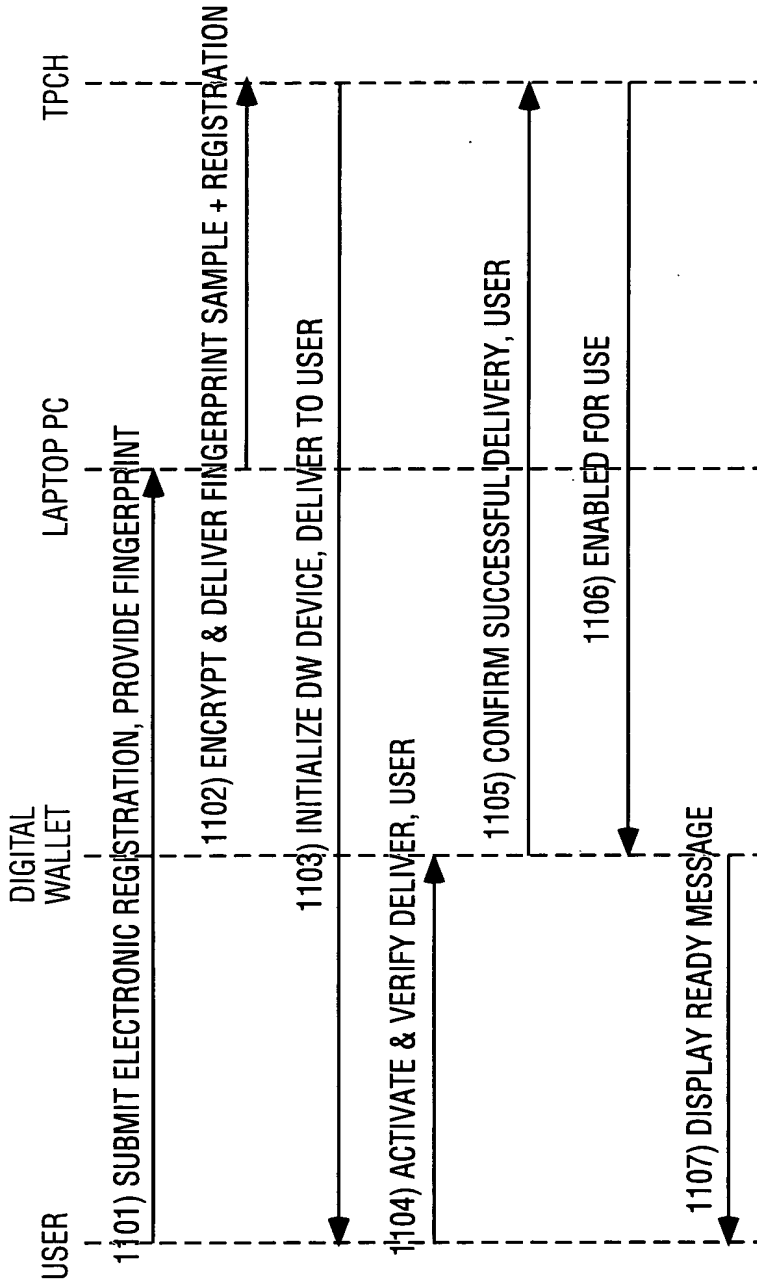 USER
DIGITAL
WALLET
LAPTOP PC
TPCH
1101) SUBMIT ELECTRONIC REGISTRATION, PROVIDE FINGERPRINT
1102) ENCRYPT & DELIVER FINGERPRINT SAMPLE + REGISTRATION
1103) INITIALIZE DW DEVICE, DELIVER TO USER
1104) ACTIVATE & VERIFY DELIVER, USER
1105) CONFIRM SUCCESSFUL DELIVERY, USER
1106) ENABLED FOR USE
1107) DISPLAY READY MESSAGE